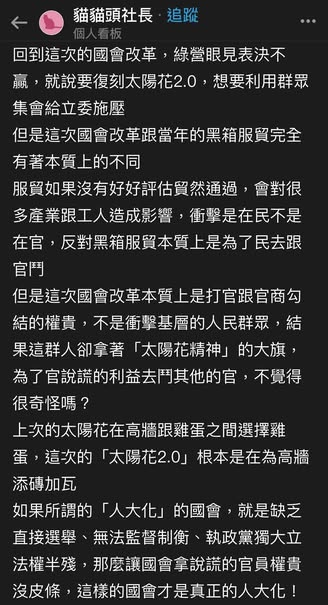 貓貓頭社長 · 追蹤
個人看板
回到這次的國會改革，綠營眼見表決不
贏，就說要復刻太陽花2.0，想要利用群眾
集會給立委施壓
但是這次國會改革跟當年的黑箱服貿完全
有著本質上的不同
服貿如果沒有好好評估貿然通過，會對很
多產業跟工人造成影響，衝擊是在民不是
在官，反對黑箱服貿本質上是為了民去跟
官鬥
但是這次國會改革本質上是打官跟官商勾
結的權貴，不是衝擊基層的人民群眾，結
果這群人卻拿著「太陽花精神」的大旗，
為了官說謊的利益去鬥其他的官，不覺得
很奇怪嗎？
上次的太陽花在高牆跟雞蛋之間選擇雞
蛋，這次的「太陽花2.0」根本是在為高牆
添磚加瓦
如果所謂的「人大化」的國會，就是缺乏
直接選舉、無法監督制衡、執政黨獨大立
法權半殘，那麼讓國會拿說謊的官員權貴
沒皮條，這樣的國會才是真正的人大化！